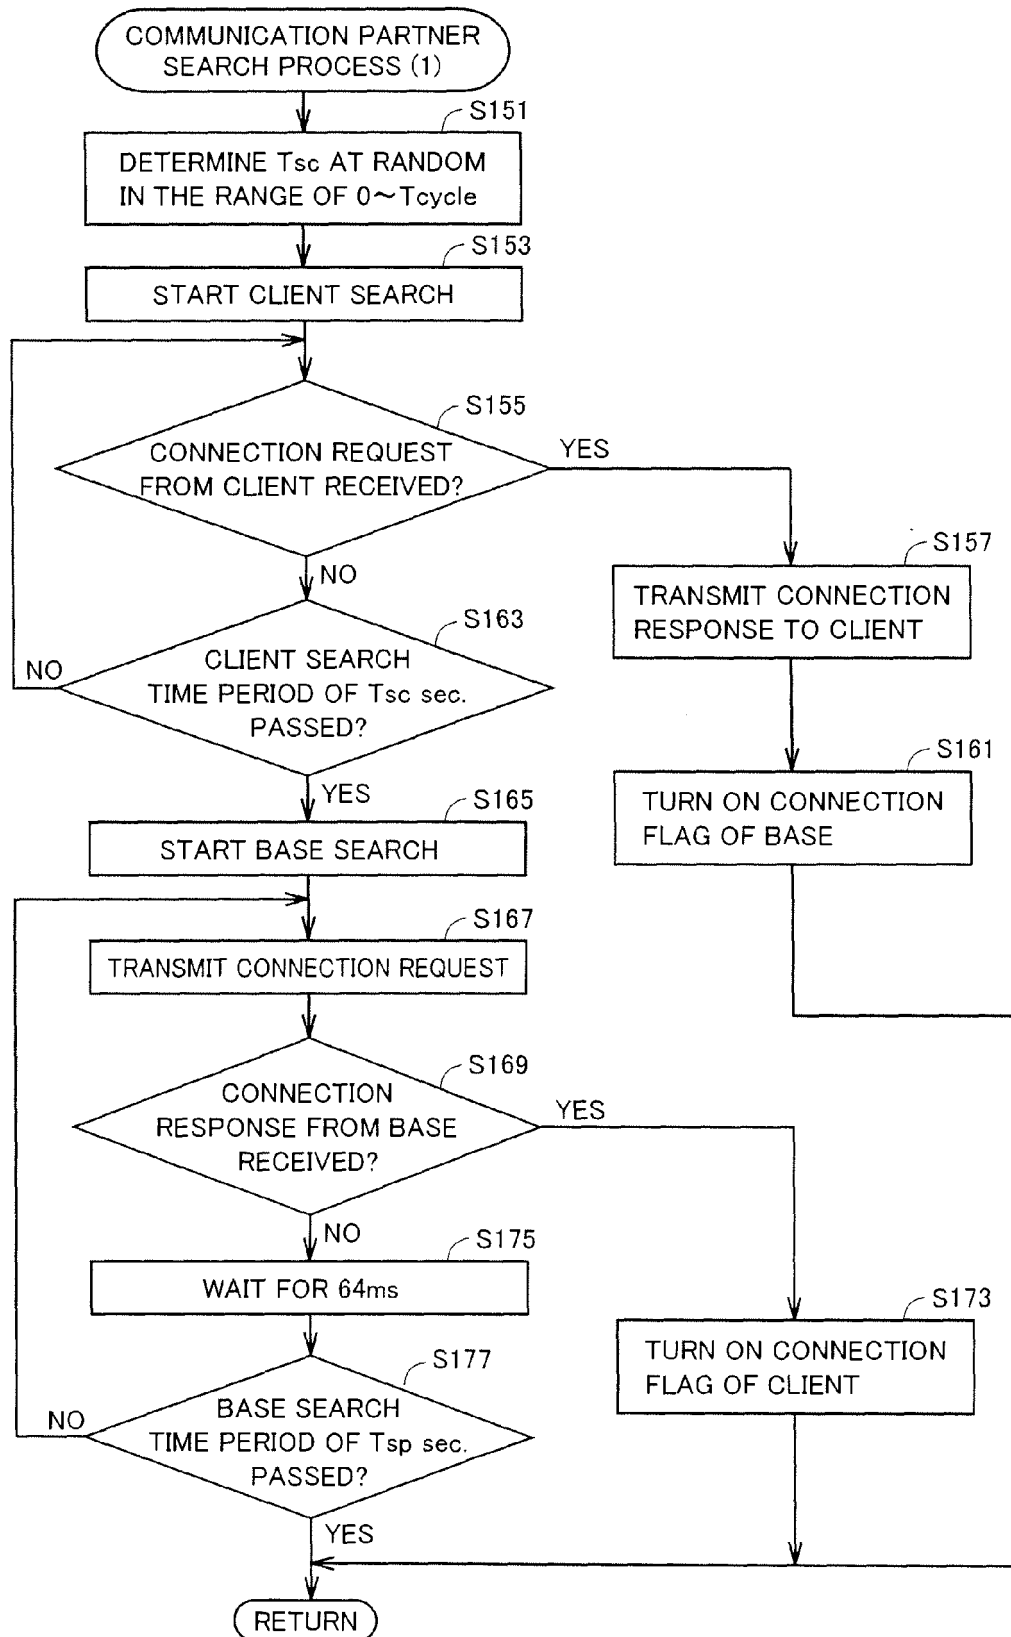 COMMUNICATION PARTNER
SEARCH PROCESS (1)
S151
DETERMINE Tsc AT RANDOM
IN THE RANGE OF 0～Tcycle
S153
START CLIENT SEARCH
S155
CONNECTION REQUEST
FROM CLIENT RECEIVED?
YES
NO
S157
TRANSMIT CONNECTION
RESPONSE TO CLIENT
S163
CLIENT SEARCH
TIME PERIOD OF Tsc sec.
PASSED?
NO
YES
S161
TURN ON CONNECTION
FLAG OF BASE
S165
START BASE SEARCH
S167
TRANSMIT CONNECTION REQUEST
S169
CONNECTION
RESPONSE FROM BASE
RECEIVED?
YES
NO
S175
WAIT FOR 64ms
S173
TURN ON CONNECTION
FLAG OF CLIENT
S177
BASE SEARCH
TIME PERIOD OF Tsp sec.
PASSED?
NO
YES
RETURN